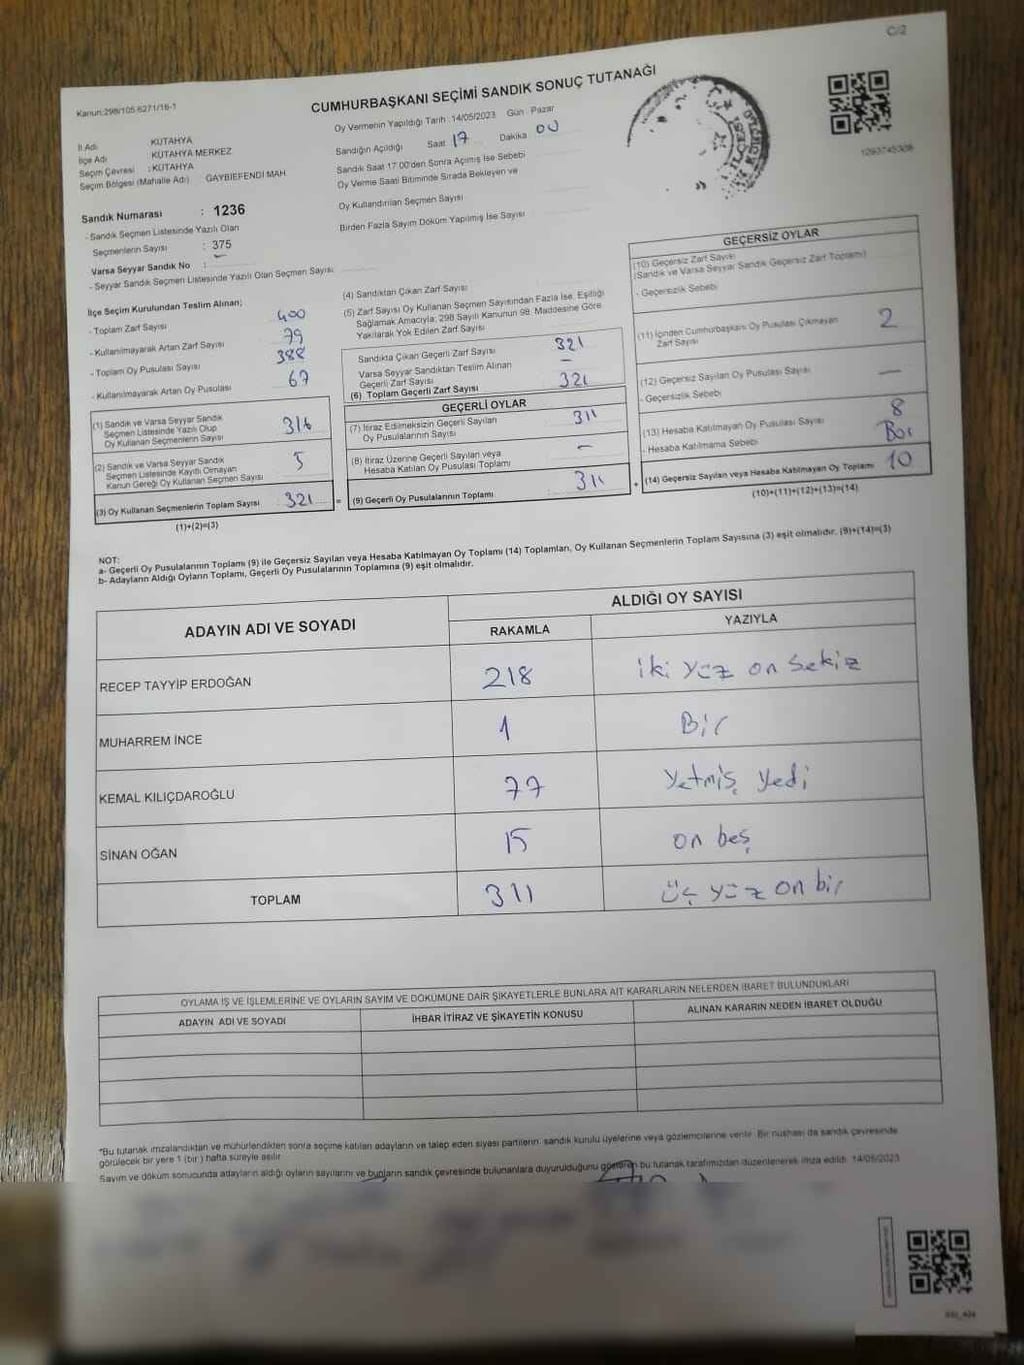 C/2
Kanun:298/105 6271/16-1
CUMHURBAŞKANI SEÇİMİ SANDIK SONUÇ TUTANAĞI
İl Adı KÜTAHYA
İlçe Adı : KÜTAHYA MERKEZ
Seçim Çevresi : KÜTAHYA
Seçim Bölgesi (Mahalle Adı) GAYBİEFENDİ MAH
Oy Vermenin Yapıldığı Tarih : 14/05/2023 Gün : Pazar
Sandığın Açıldığı Saat 17 Dakika 00
Sandık Saat 17.00'den Sonra Açılmış İse Sebebi
Oy Verme Saati Bitiminde Sırada Bekleyen ve
Oy Kullandırılan Seçmen Sayısı
Birden Fazla Sayım Döküm Yapılmış İse Sayısı
1293745308
Sandık Numarası : 1236
- Sandık Seçmen Listesinde Yazılı Olan
Seçmenlerin Sayısı : 375
Varsa Seyyar Sandık No : –
- Seyyar Sandık Seçmen Listesinde Yazılı Olan Seçmen Sayısı
İlçe Seçim Kurulundan Teslim Alınan;
- Toplam Zarf Sayısı 400
- Kullanılmayarak Artan Zarf Sayısı 79
- Toplam Oy Pusulası Sayısı 388
- Kullanılmayarak Artan Oy Pusulası 67
(1) Sandık ve Varsa Seyyar Sandık
Seçmen Listesinde Yazılı Olup
Oy Kullanan Seçmenlerin Sayısı 316
(2) Sandık ve Varsa Seyyar Sandık
Seçmen Listesinde Kayıtlı Olmayan
Kanun Gereği Oy Kullanan Seçmen Sayısı 5
(3) Oy Kullanan Seçmenlerin Toplam Sayısı 321
(1)+(2)=(3)
(4) Sandıktan Çıkan Zarf Sayısı
(5) Zarf Sayısı Oy Kullanan Seçmen Sayısından Fazla İse, Eşitliği
Sağlamak Amacıyla; 298 Sayılı Kanunun 98. Maddesine Göre
Yakılarak Yok Edilen Zarf Sayısı
Sandıkta Çıkan Geçerli Zarf Sayısı 321
Varsa Seyyar Sandıktan Teslim Alınan
Geçerli Zarf Sayısı –
(6) Toplam Geçerli Zarf Sayısı 321
GEÇERLİ OYLAR
(7) İtiraz Edilmeksizin Geçerli Sayılan
Oy Pusulalarının Sayısı 311
(8) İtiraz Üzerine Geçerli Sayılan veya
Hesaba Katılan Oy Pusulası Toplamı –
= (9) Geçerli Oy Pusulalarının Toplamı 311
GEÇERSİZ OYLAR
(10) Geçersiz Zarf Sayısı
(Sandık ve Varsa Seyyar Sandık Geçersiz Zarf Toplamı)
- Geçersizlik Sebebi
(11) İçinden Cumhurbaşkanı Oy Pusulası Çıkmayan
Zarf Sayısı 2
(12) Geçersiz Sayılan Oy Pusulası Sayısı –
- Geçersizlik Sebebi
(13) Hesaba Katılmayan Oy Pusulası Sayısı 8
- Hesaba Katılmama Sebebi Boş
+ (14) Geçersiz Sayılan veya Hesaba Katılmayan Oy Toplamı 10
(10)+(11)+(12)+(13)=(14)
NOT:
a- Geçerli Oy Pusulalarının Toplamı (9) ile Geçersiz Sayılan veya Hesaba Katılmayan Oy Toplamı (14) Toplamları, Oy Kullanan Seçmenlerin Toplam Sayısına (3) eşit olmalıdır. (9)+(14)=(3)
b- Adayların Aldığı Oyların Toplamı, Geçerli Oy Pusulalarının Toplamına (9) eşit olmalıdır.
ADAYIN ADI VE SOYADI ALDIĞI OY SAYISI
RAKAMLA YAZIYLA
RECEP TAYYİP ERDOĞAN 218 iki yüz on sekiz
MUHARREM İNCE 1 Bir
KEMAL KILIÇDAROĞLU 77 Yetmiş yedi
SİNAN OĞAN 15 on beş
TOPLAM 311 üç yüz on bir
OYLAMA İŞ VE İŞLEMLERİNE VE OYLARIN SAYIM VE DÖKÜMÜNE DAİR ŞİKAYETLERLE BUNLARA AİT KARARLARIN NELERDEN İBARET BULUNDUKLARI
ADAYIN ADI VE SOYADI İHBAR İTİRAZ VE ŞİKAYETİN KONUSU ALINAN KARARIN NEDEN İBARET OLDUĞU
*Bu tutanak imzalandıktan ve mühürlendikten sonra seçime katılan adayların ve talep eden siyasi partilerin, sandık kurulu üyelerine veya gözlemcilerine verilir. Bir nüshası da sandık çevresinde
görülecek bir yere 1 (bir ) hafta süreyle asılır.
Sayım ve döküm sonucunda adayların aldığı oyların sayılarını ve bunların sandık çevresinde bulunanlara duyurulduğunu gösteren bu tutanak tarafımızdan düzenlenerek imza edildi. 14/05/2023